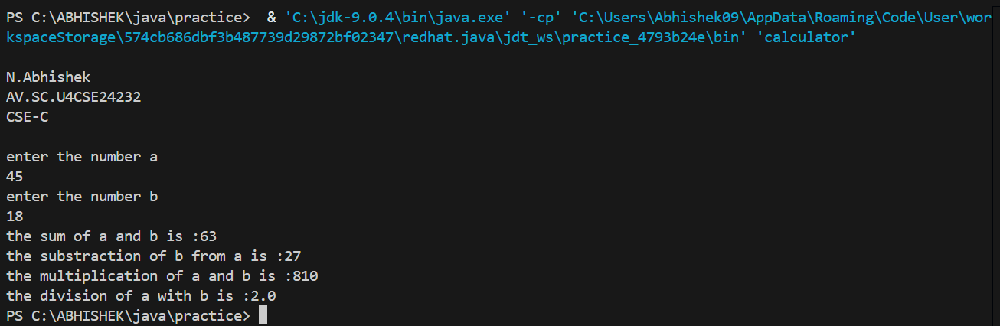 PS C:\ABHISHEK\java\practice>  & 'C:\jdk-9.0.4\bin\java.exe' '-cp' 'C:\Users\Abhishek09\AppData\Roaming\Code\User\wor
kspaceStorage\574cb686dbf3b487739d29872bf02347\redhat.java\jdt_ws\practice_4793b24e\bin' 'calculator'
N.Abhishek
AV.SC.U4CSE24232
CSE-C
enter the number a
45
enter the number b
18
the sum of a and b is :63
the substraction of b from a is :27
the multiplication of a and b is :810
the division of a with b is :2.0
PS C:\ABHISHEK\java\practice>